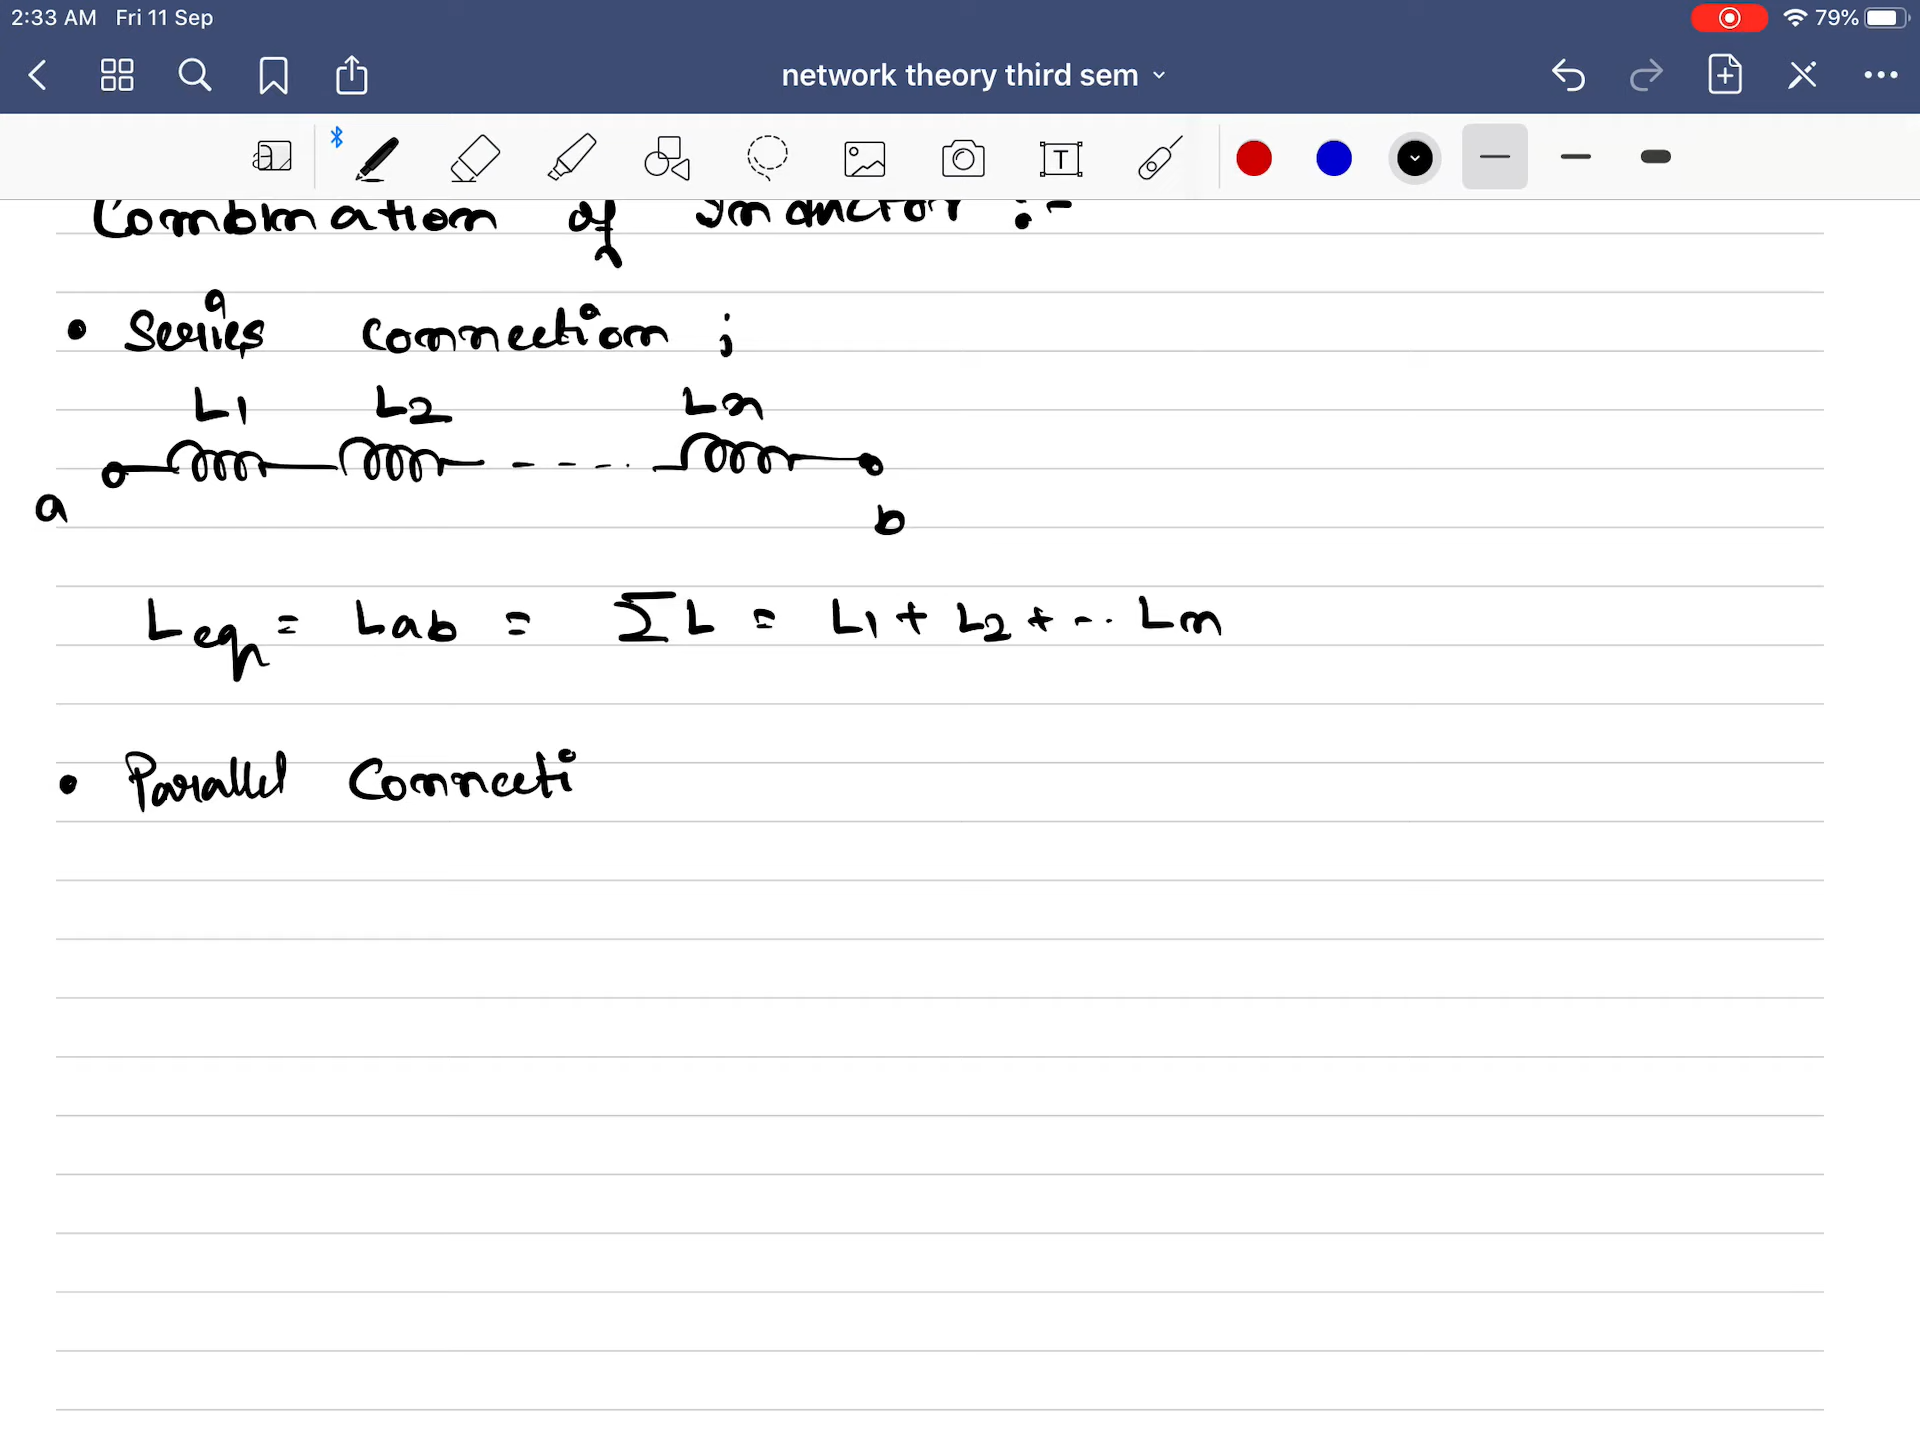 2:33 AM Fri 11 Sep 79%
network theory third sem
T
Combination of Inductor :-
• Series connection ;
L1 L2 Ln
a b
Leq = Lab = ΣL = L1 + L2 + ... Ln
• Parallel Connecti